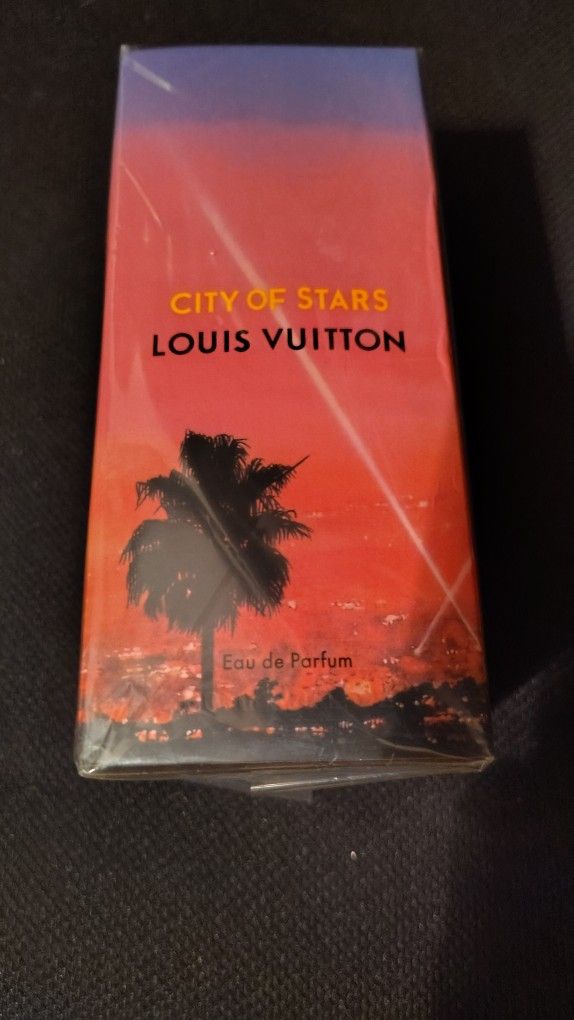 CITY OF STARS
LOUIS VUITTON
Eau de Parfum